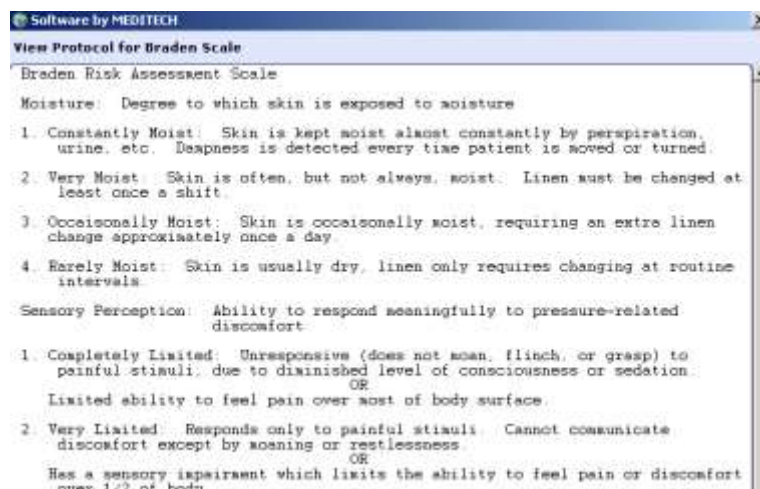 Software by MEDITECH
View Protocol for Braden Scale
Braden Risk Assessment Scale
Moisture: Degree to which skin is exposed to moisture
1. Constantly Moist: Skin is kept moist almost constantly by perspiration,
urine, etc. Dampness is detected every time patient is moved or turned.
2. Very Moist: Skin is often, but not always, moist. Linen must be changed at
least once a shift.
3. Occaisonally Moist: Skin is occaisonally moist, requiring an extra linen
change approximately once a day.
4. Rarely Moist: Skin is usually dry, linen only requires changing at routine
intervals.
Sensory Perception: Ability to respond meaningfully to pressure-related
discomfort
1. Completely Limited: Unresponsive (does not moan, flinch, or grasp) to
painful stimuli, due to diminished level of consciousness or sedation.
OR
Limited ability to feel pain over most of body surface.
2. Very Limited: Responds only to painful stimuli. Cannot communicate
discomfort except by moaning or restlessness.
OR
Has a sensory impairment which limits the ability to feel pain or discomfort
over 1/2 of body